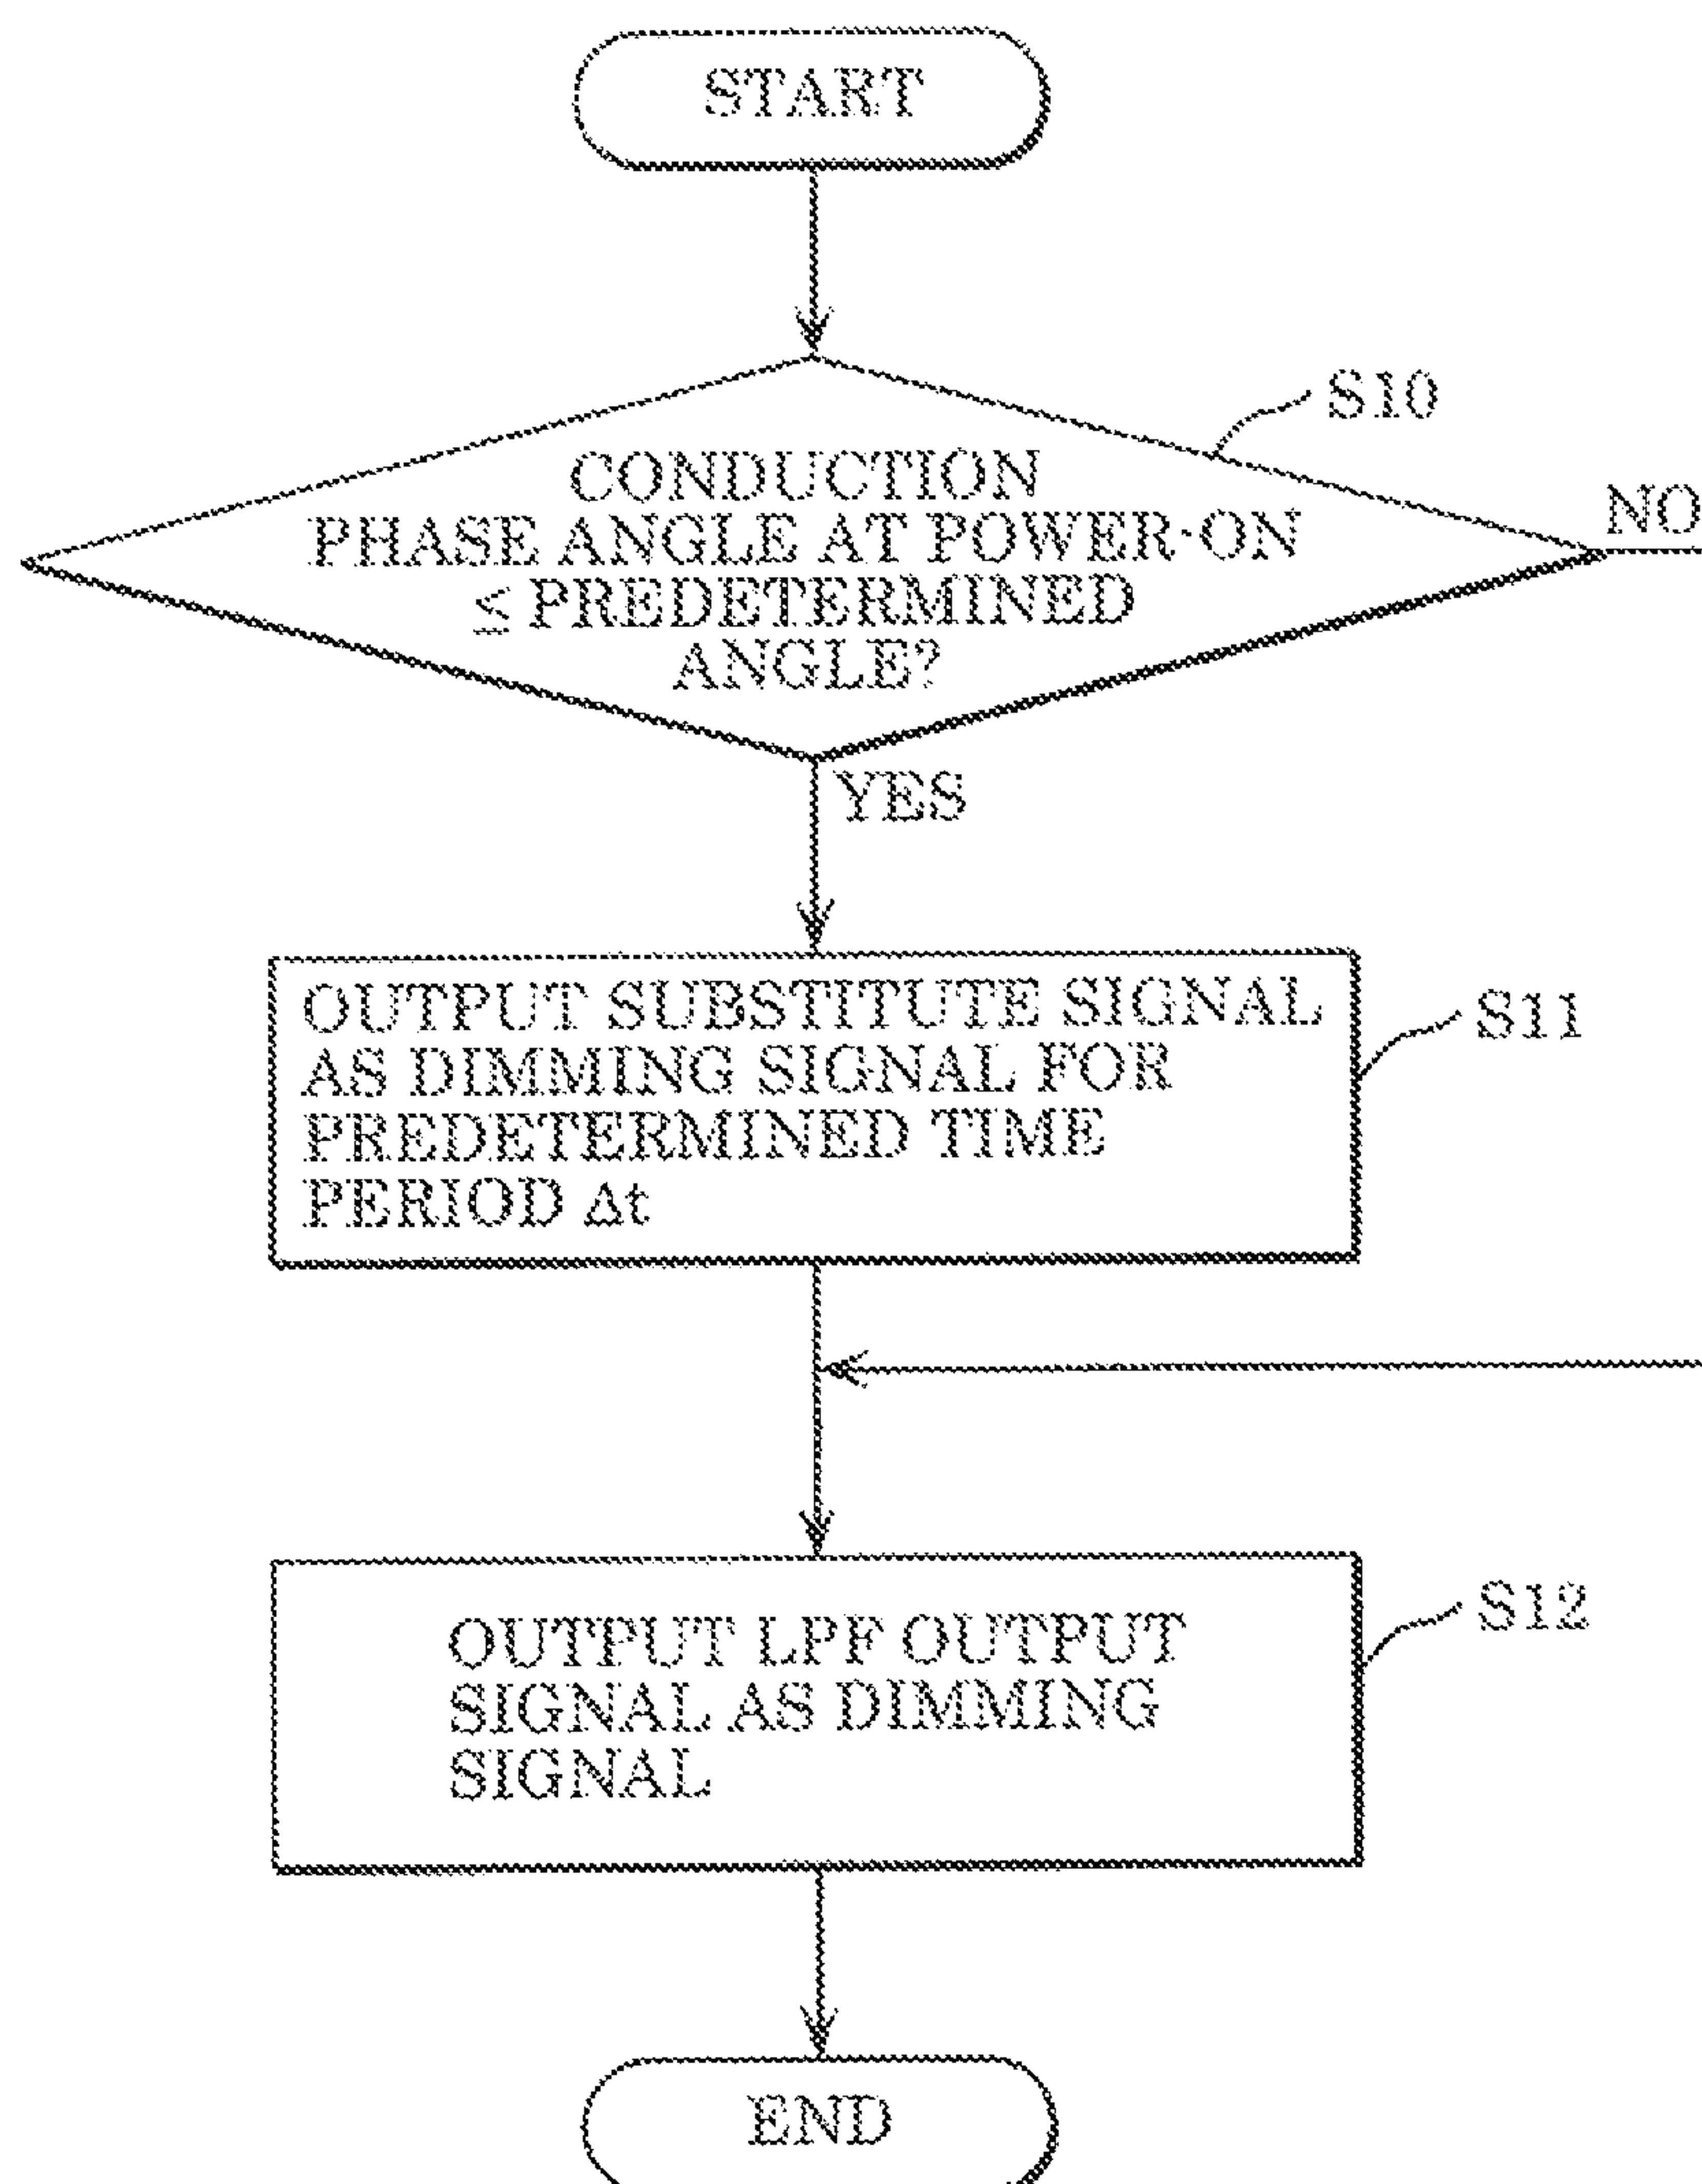 START
S10
CONDUCTION
PHASE ANGLE AT POWER-ON
≤ PREDETERMINED
ANGLE?
NO
YES
OUTPUT SUBSTITUTE SIGNAL
AS DIMMING SIGNAL FOR
PREDETERMINED TIME
PERIOD Δt
S11
OUTPUT LPF OUTPUT
SIGNAL AS DIMMING
SIGNAL
S12
END